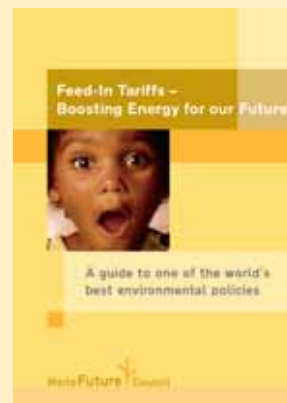 Feed-In Tariffs –
Boosting Energy for our Future
A guide to one of the world's
best environmental policies
World Future Council